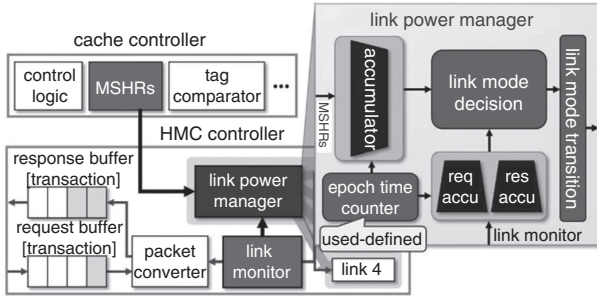 cache controller
control
logic
MSHRs
tag
comparator
...
HMC controller
response buffer
[transaction]
request buffer
[transaction]
packet
converter
link power
manager
link
monitor
link 4
link power manager
MSHRs
accumulator
link mode
decision
link mode transition
epoch time
counter
used-defined
req
accu
res
accu
link monitor